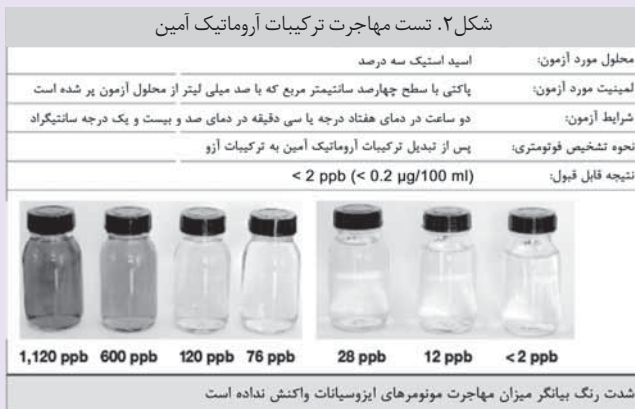 شکل۲. تست مهاجرت ترکیبات آروماتیک آمین
محلول مورد آزمون: اسید استیک سه درصد
لمینیت مورد آزمون: پاکتی با سطح چهارصد سانتیمتر مربع که با صد میلی لیتر از محلول آزمون پر شده است
شرایط آزمون: دو ساعت در دمای هفتاد درجه یا سی دقیقه در دمای صد و بیست و یک درجه سانتیگراد
نحوه تشخیص فوتومتری: پس از تبدیل ترکیبات آروماتیک آمین به ترکیبات آزو
نتیجه قابل قبول: < 2 ppb (< 0.2 µg/100 ml)
1,120 ppb 600 ppb 120 ppb 76 ppb 28 ppb 12 ppb <2 ppb
شدت رنگ بیانگر میزان مهاجرت مونومرهای ایزوسیانات واکنش نداده است